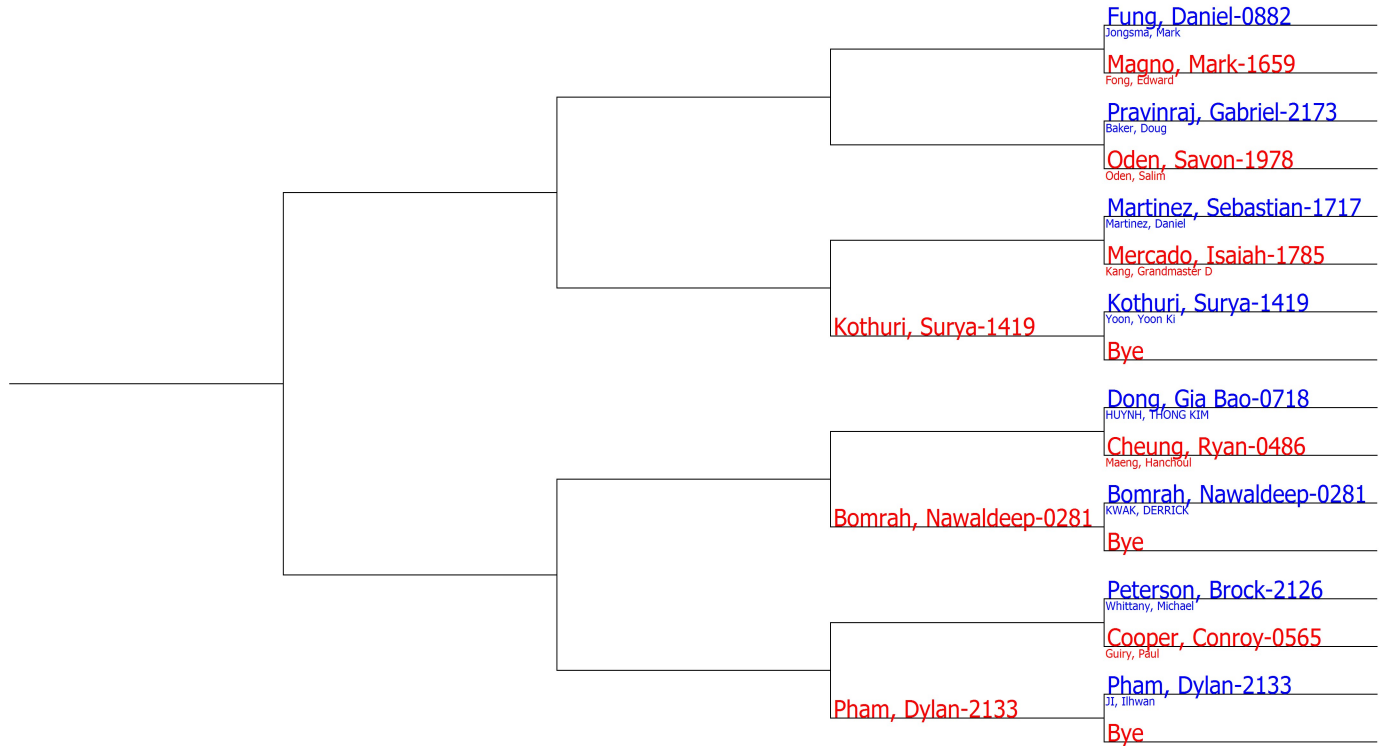 Fung, Daniel-0882
Jongsma, Mark
Magno, Mark-1659
Fong, Edward
Pravinraj, Gabriel-2173
Baker, Doug
Oden, Savon-1978
Oden, Salim
Martinez, Sebastian-1717
Martinez, Daniel
Mercado, Isaiah-1785
Kang, Grandmaster D
Kothuri, Surya-1419
Yoon, Yoon Ki
Kothuri, Surya-1419
Bye
Dong, Gia Bao-0718
HUYNH, THONG KIM
Cheung, Ryan-0486
Maeng, Hanchoul
Bomrah, Nawaldeep-0281
KWAK, DERRICK
Bomrah, Nawaldeep-0281
Bye
Peterson, Brock-2126
Whittany, Michael
Cooper, Conroy-0565
Guiry, Paul
Pham, Dylan-2133
JI, Ilhwan
Pham, Dylan-2133
Bye